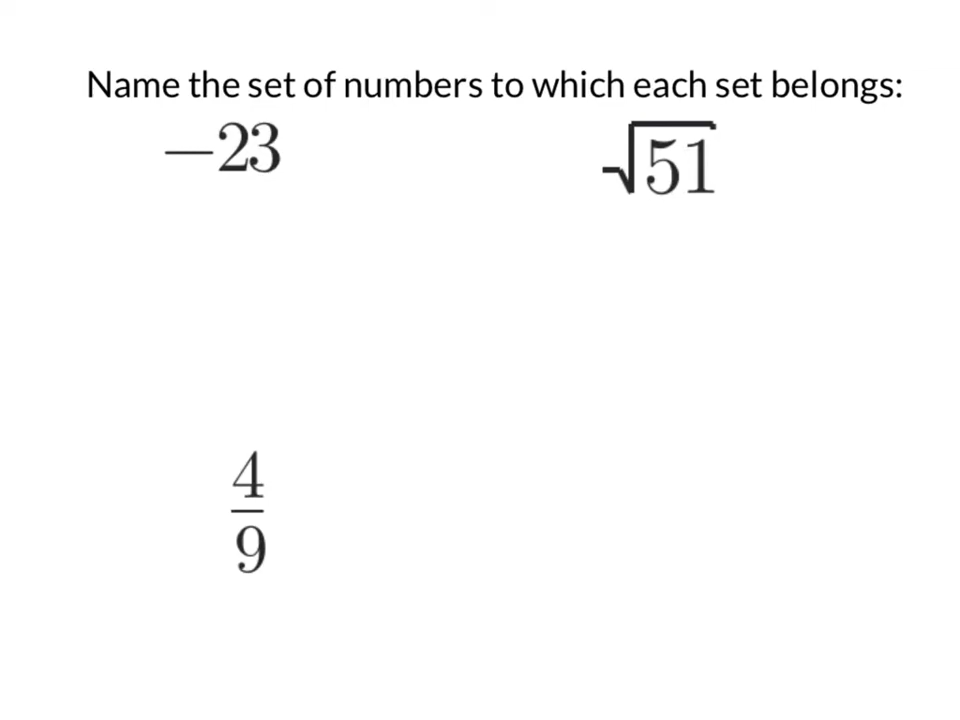 Name the set of numbers to which each set belongs:
−23 √51
4
9